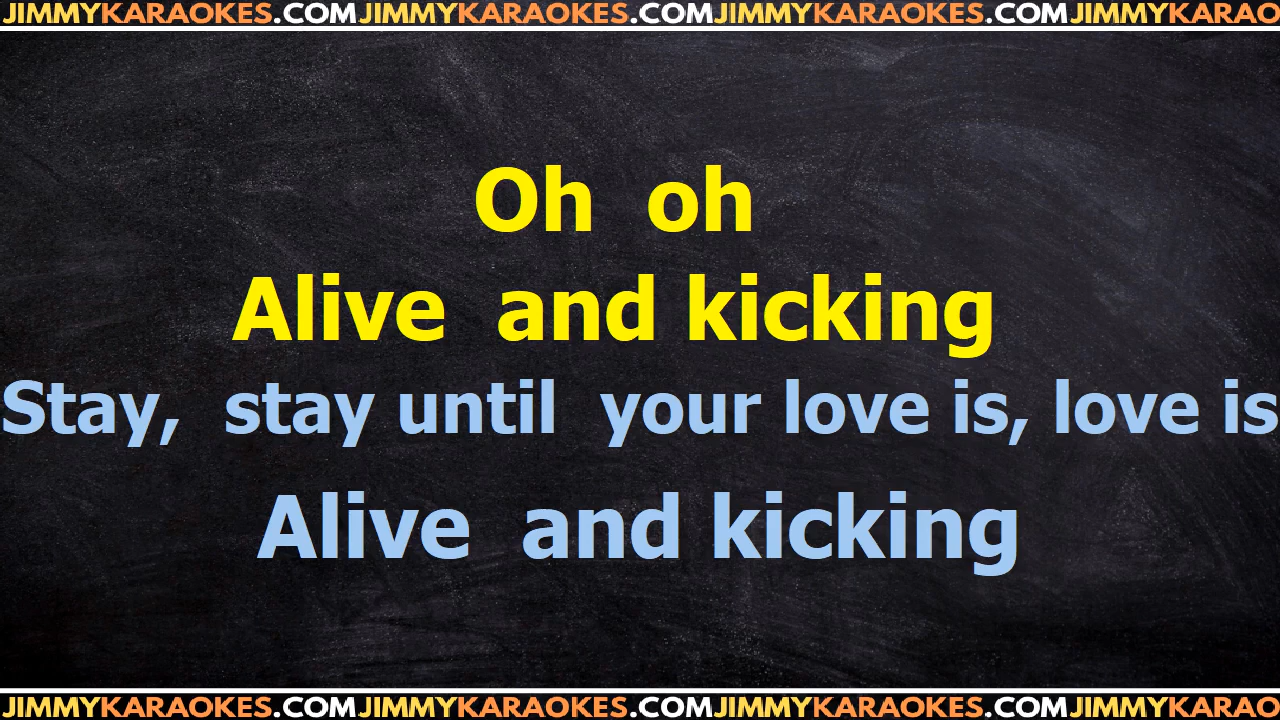 JIMMYKARAOKES.COMJIMMYKARAOKES.COMJIMMYKARAOKES.COMJIMMYKARAO
Oh  oh
Alive  and kicking
Stay,  stay until  your love is, love is
Alive  and kicking
JIMMYKARAOKES.COMJIMMYKARAOKES.COMJIMMYKARAOKES.COMJIMMYKARAO